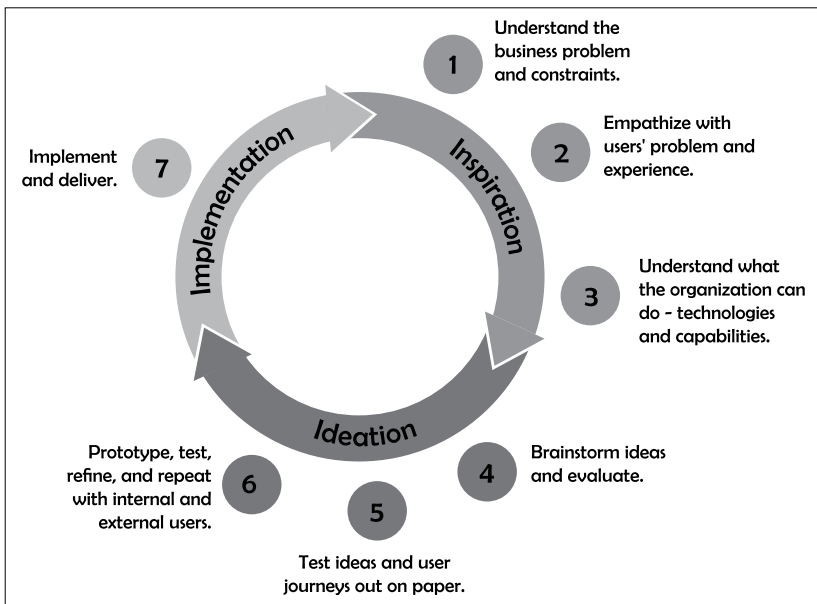 1
Understand the
business problem
and constraints.
2
Empathize with
users' problem and
experience.
3
Understand what
the organization can
do - technologies
and capabilities.
4
Brainstorm ideas
and evaluate.
5
Test ideas and user
journeys out on paper.
6
Prototype, test,
refine, and repeat
with internal and
external users.
7
Implement
and deliver.
Inspiration
Ideation
Implementation